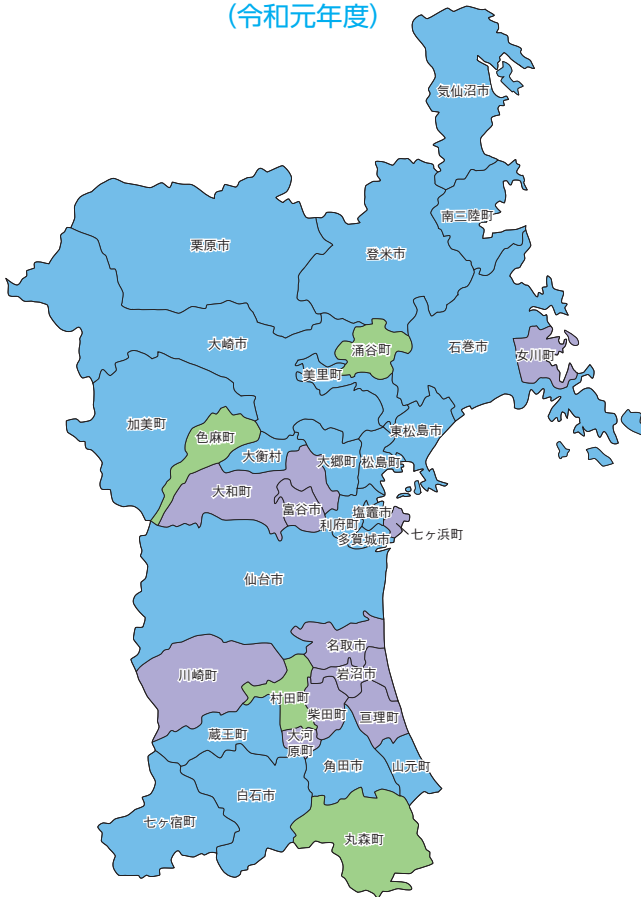 (令和元年度)
気仙沼市
南三陸町
栗原市
登米市
大崎市
涌谷町
石巻市
女川町
美里町
加美町
色麻町
東松島市
大衡村
大郷町
松島町
大和町
富谷市
塩竈市
利府町
七ヶ浜町
多賀城市
仙台市
名取市
川崎町
岩沼市
村田町
柴田町
亘理町
蔵王町
大河
原町
角田市
山元町
白石市
七ヶ宿町
丸森町